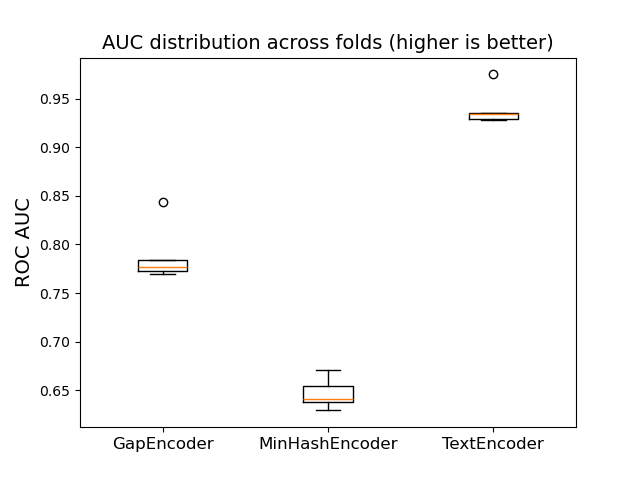 AUC distribution across folds (higher is better)
ROC AUC
0.95
0.90
0.85
0.80
0.75
0.70
0.65
GapEncoder
MinHashEncoder
TextEncoder